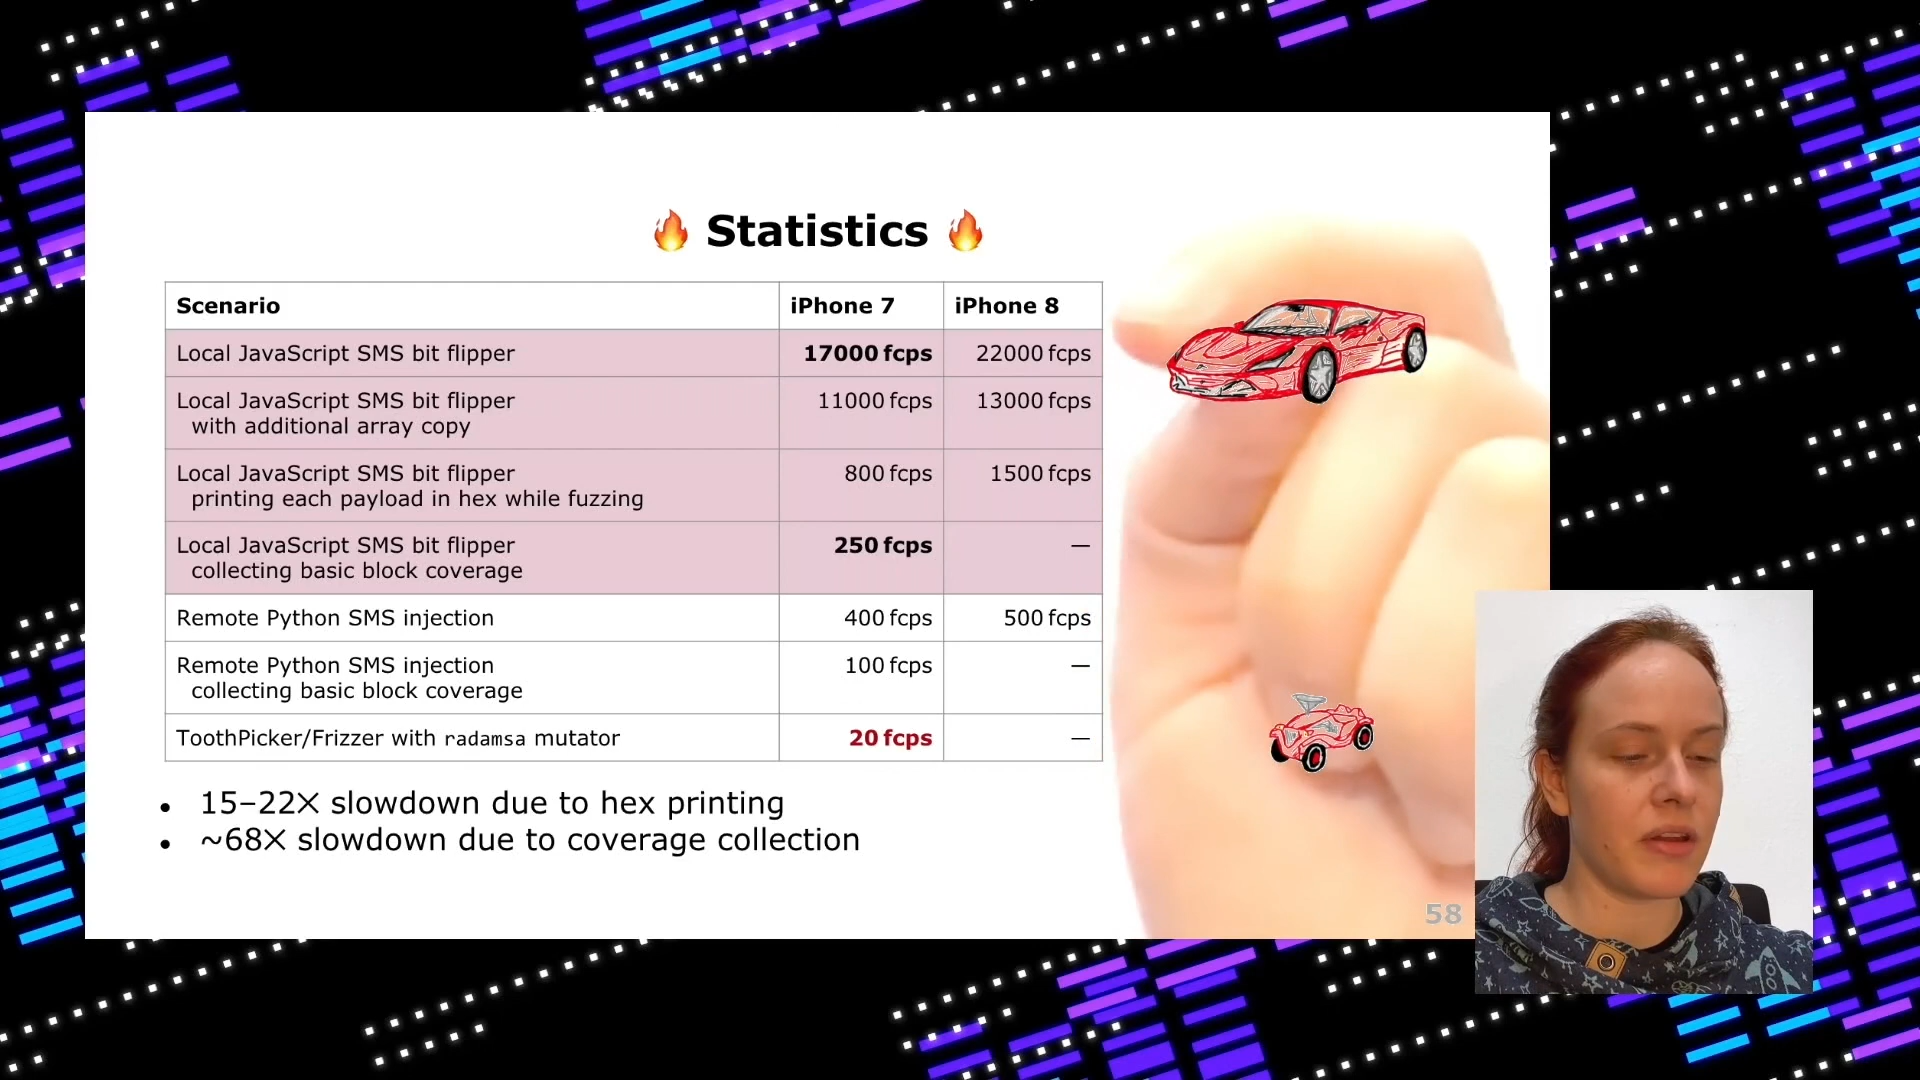 🔥 Statistics 🔥
Scenario iPhone 7 iPhone 8
Local JavaScript SMS bit flipper 17000 fcps 22000 fcps
Local JavaScript SMS bit flipper 11000 fcps 13000 fcps
with additional array copy
Local JavaScript SMS bit flipper 800 fcps 1500 fcps
printing each payload in hex while fuzzing
Local JavaScript SMS bit flipper 250 fcps —
collecting basic block coverage
Remote Python SMS injection 400 fcps 500 fcps
Remote Python SMS injection 100 fcps —
collecting basic block coverage
ToothPicker/Frizzer with radamsa mutator 20 fcps —
• 15–22× slowdown due to hex printing
• ~68× slowdown due to coverage collection
58